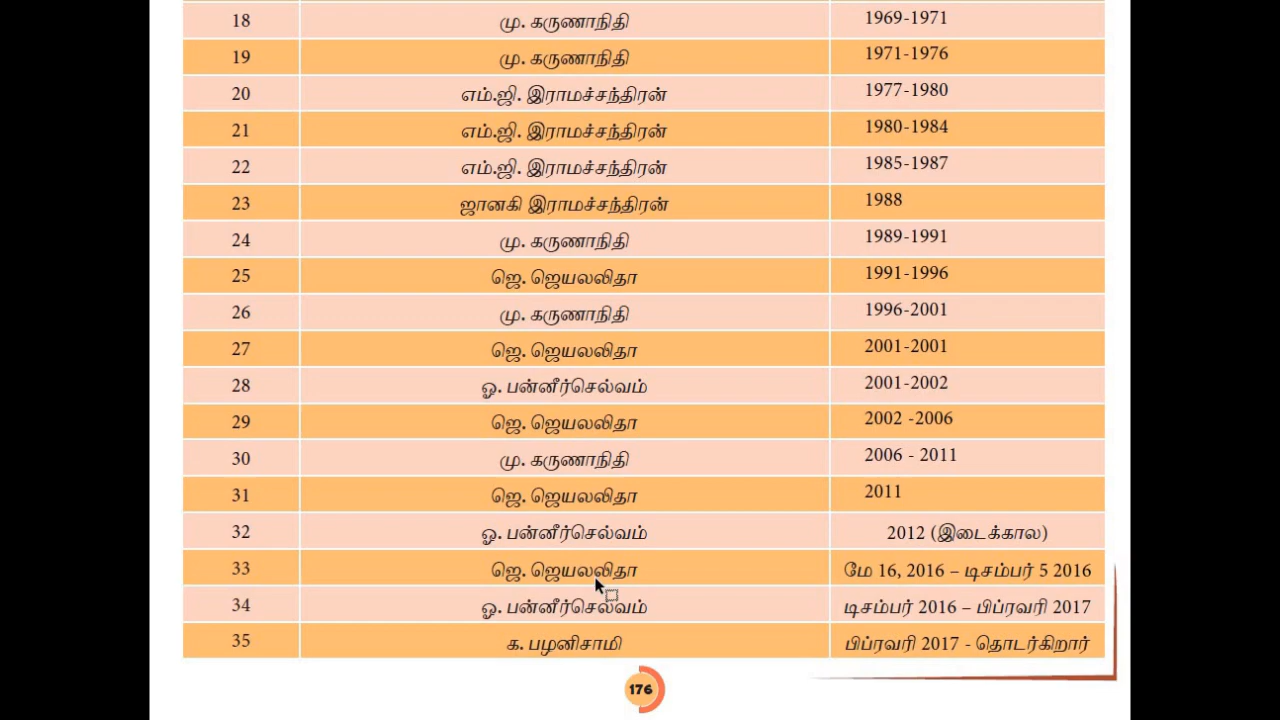 18 மு. கருணாநிதி 1969-1971
19 மு. கருணாநிதி 1971-1976
20 எம்.ஜி. இராமச்சந்திரன் 1977-1980
21 எம்.ஜி. இராமச்சந்திரன் 1980-1984
22 எம்.ஜி. இராமச்சந்திரன் 1985-1987
23 ஜானகி இராமச்சந்திரன் 1988
24 மு. கருணாநிதி 1989-1991
25 ஜெ. ஜெயலலிதா 1991-1996
26 மு. கருணாநிதி 1996-2001
27 ஜெ. ஜெயலலிதா 2001-2001
28 ஓ. பன்னீர்செல்வம் 2001-2002
29 ஜெ. ஜெயலலிதா 2002 -2006
30 மு. கருணாநிதி 2006 - 2011
31 ஜெ. ஜெயலலிதா 2011
32 ஓ. பன்னீர்செல்வம் 2012 (இடைக்கால)
33 ஜெ. ஜெயலலிதா மே 16, 2016 – டிசம்பர் 5 2016
34 ஓ. பன்னீர்செல்வம் டிசம்பர் 2016 – பிப்ரவரி 2017
35 க. பழனிசாமி பிப்ரவரி 2017 - தொடர்கிறார்
176